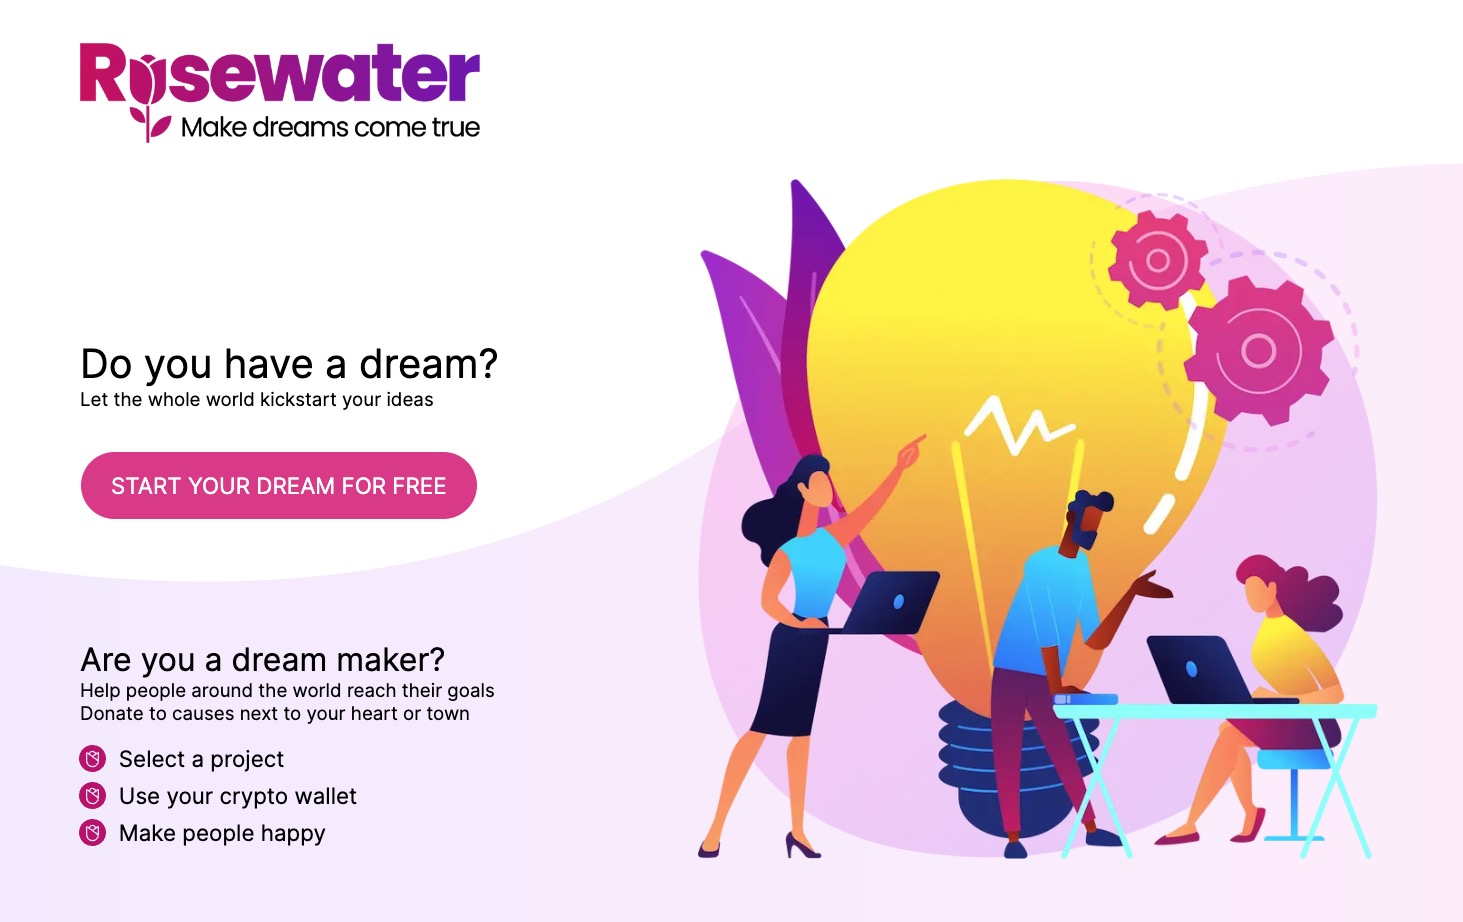 Rosewater
Make dreams come true
Do you have a dream?
Let the whole world kickstart your ideas
START YOUR DREAM FOR FREE
Are you a dream maker?
Help people around the world reach their goals
Donate to causes next to your heart or town
Select a project
Use your crypto wallet
Make people happy